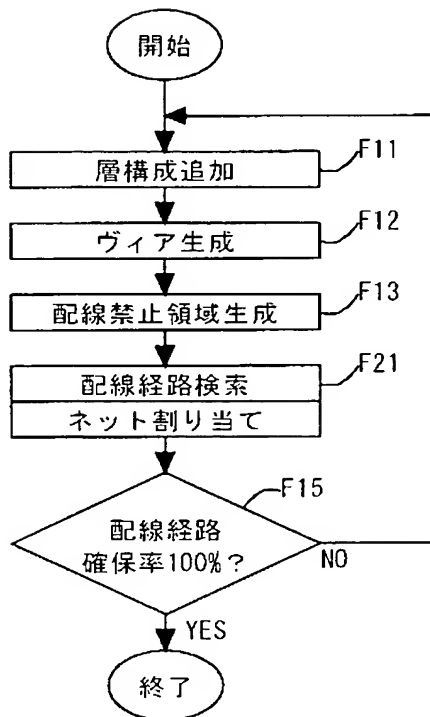 開始
層構成追加
F11
ヴィア生成
F12
配線禁止領域生成
F13
配線経路検索
ネット割り当て
F21
配線経路
確保率100%?
F15
NO
YES
終了